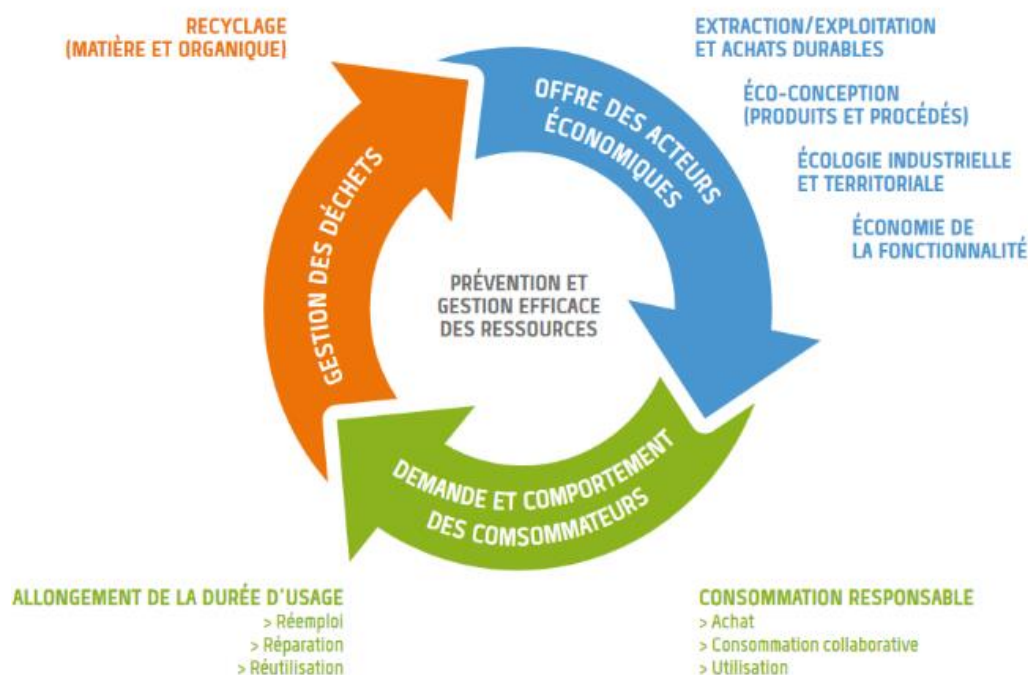 RECYCLAGE
(MATIÈRE ET ORGANIQUE)
EXTRACTION/EXPLOITATION
ET ACHATS DURABLES
ÉCO-CONCEPTION
(PRODUITS ET PROCÉDÉS)
ÉCOLOGIE INDUSTRIELLE
ET TERRITORIALE
ÉCONOMIE DE
LA FONCTIONNALITÉ
OFFRE DES ACTEURS
ÉCONOMIQUES
GESTION DES DÉCHETS
PRÉVENTION ET
GESTION EFFICACE
DES RESSOURCES
DEMANDE ET COMPORTEMENT
DES COMSOMMATEURS
ALLONGEMENT DE LA DURÉE D'USAGE
> Réemploi
> Réparation
> Réutilisation
CONSOMMATION RESPONSABLE
> Achat
> Consommation collaborative
> Utilisation